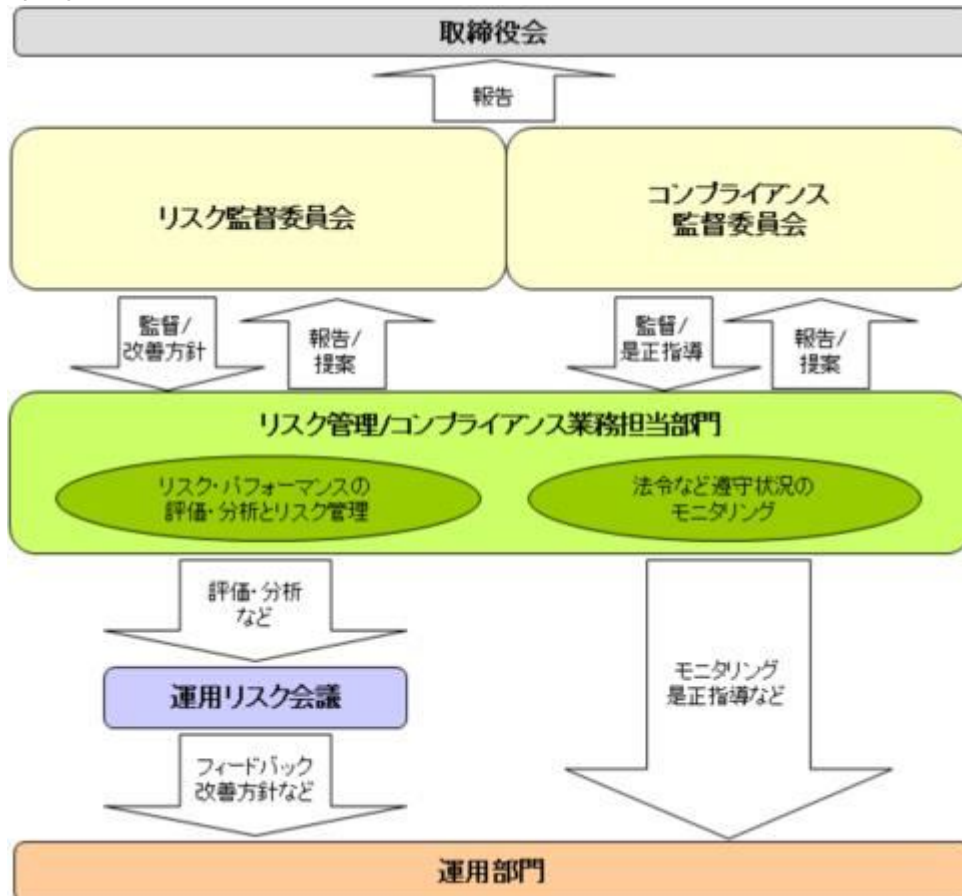 取締役会
報告
リスク監督委員会
コンプライアンス
監督委員会
監督/
改善方針
報告/
提案
監督/
是正指導
報告/
提案
リスク管理/コンプライアンス業務担当部門
リスク・パフォーマンスの
評価・分析とリスク管理
法令など遵守状況の
モニタリング
評価・分析
など
運用リスク会議
モニタリング
是正指導など
フィードバック
改善方針など
運用部門